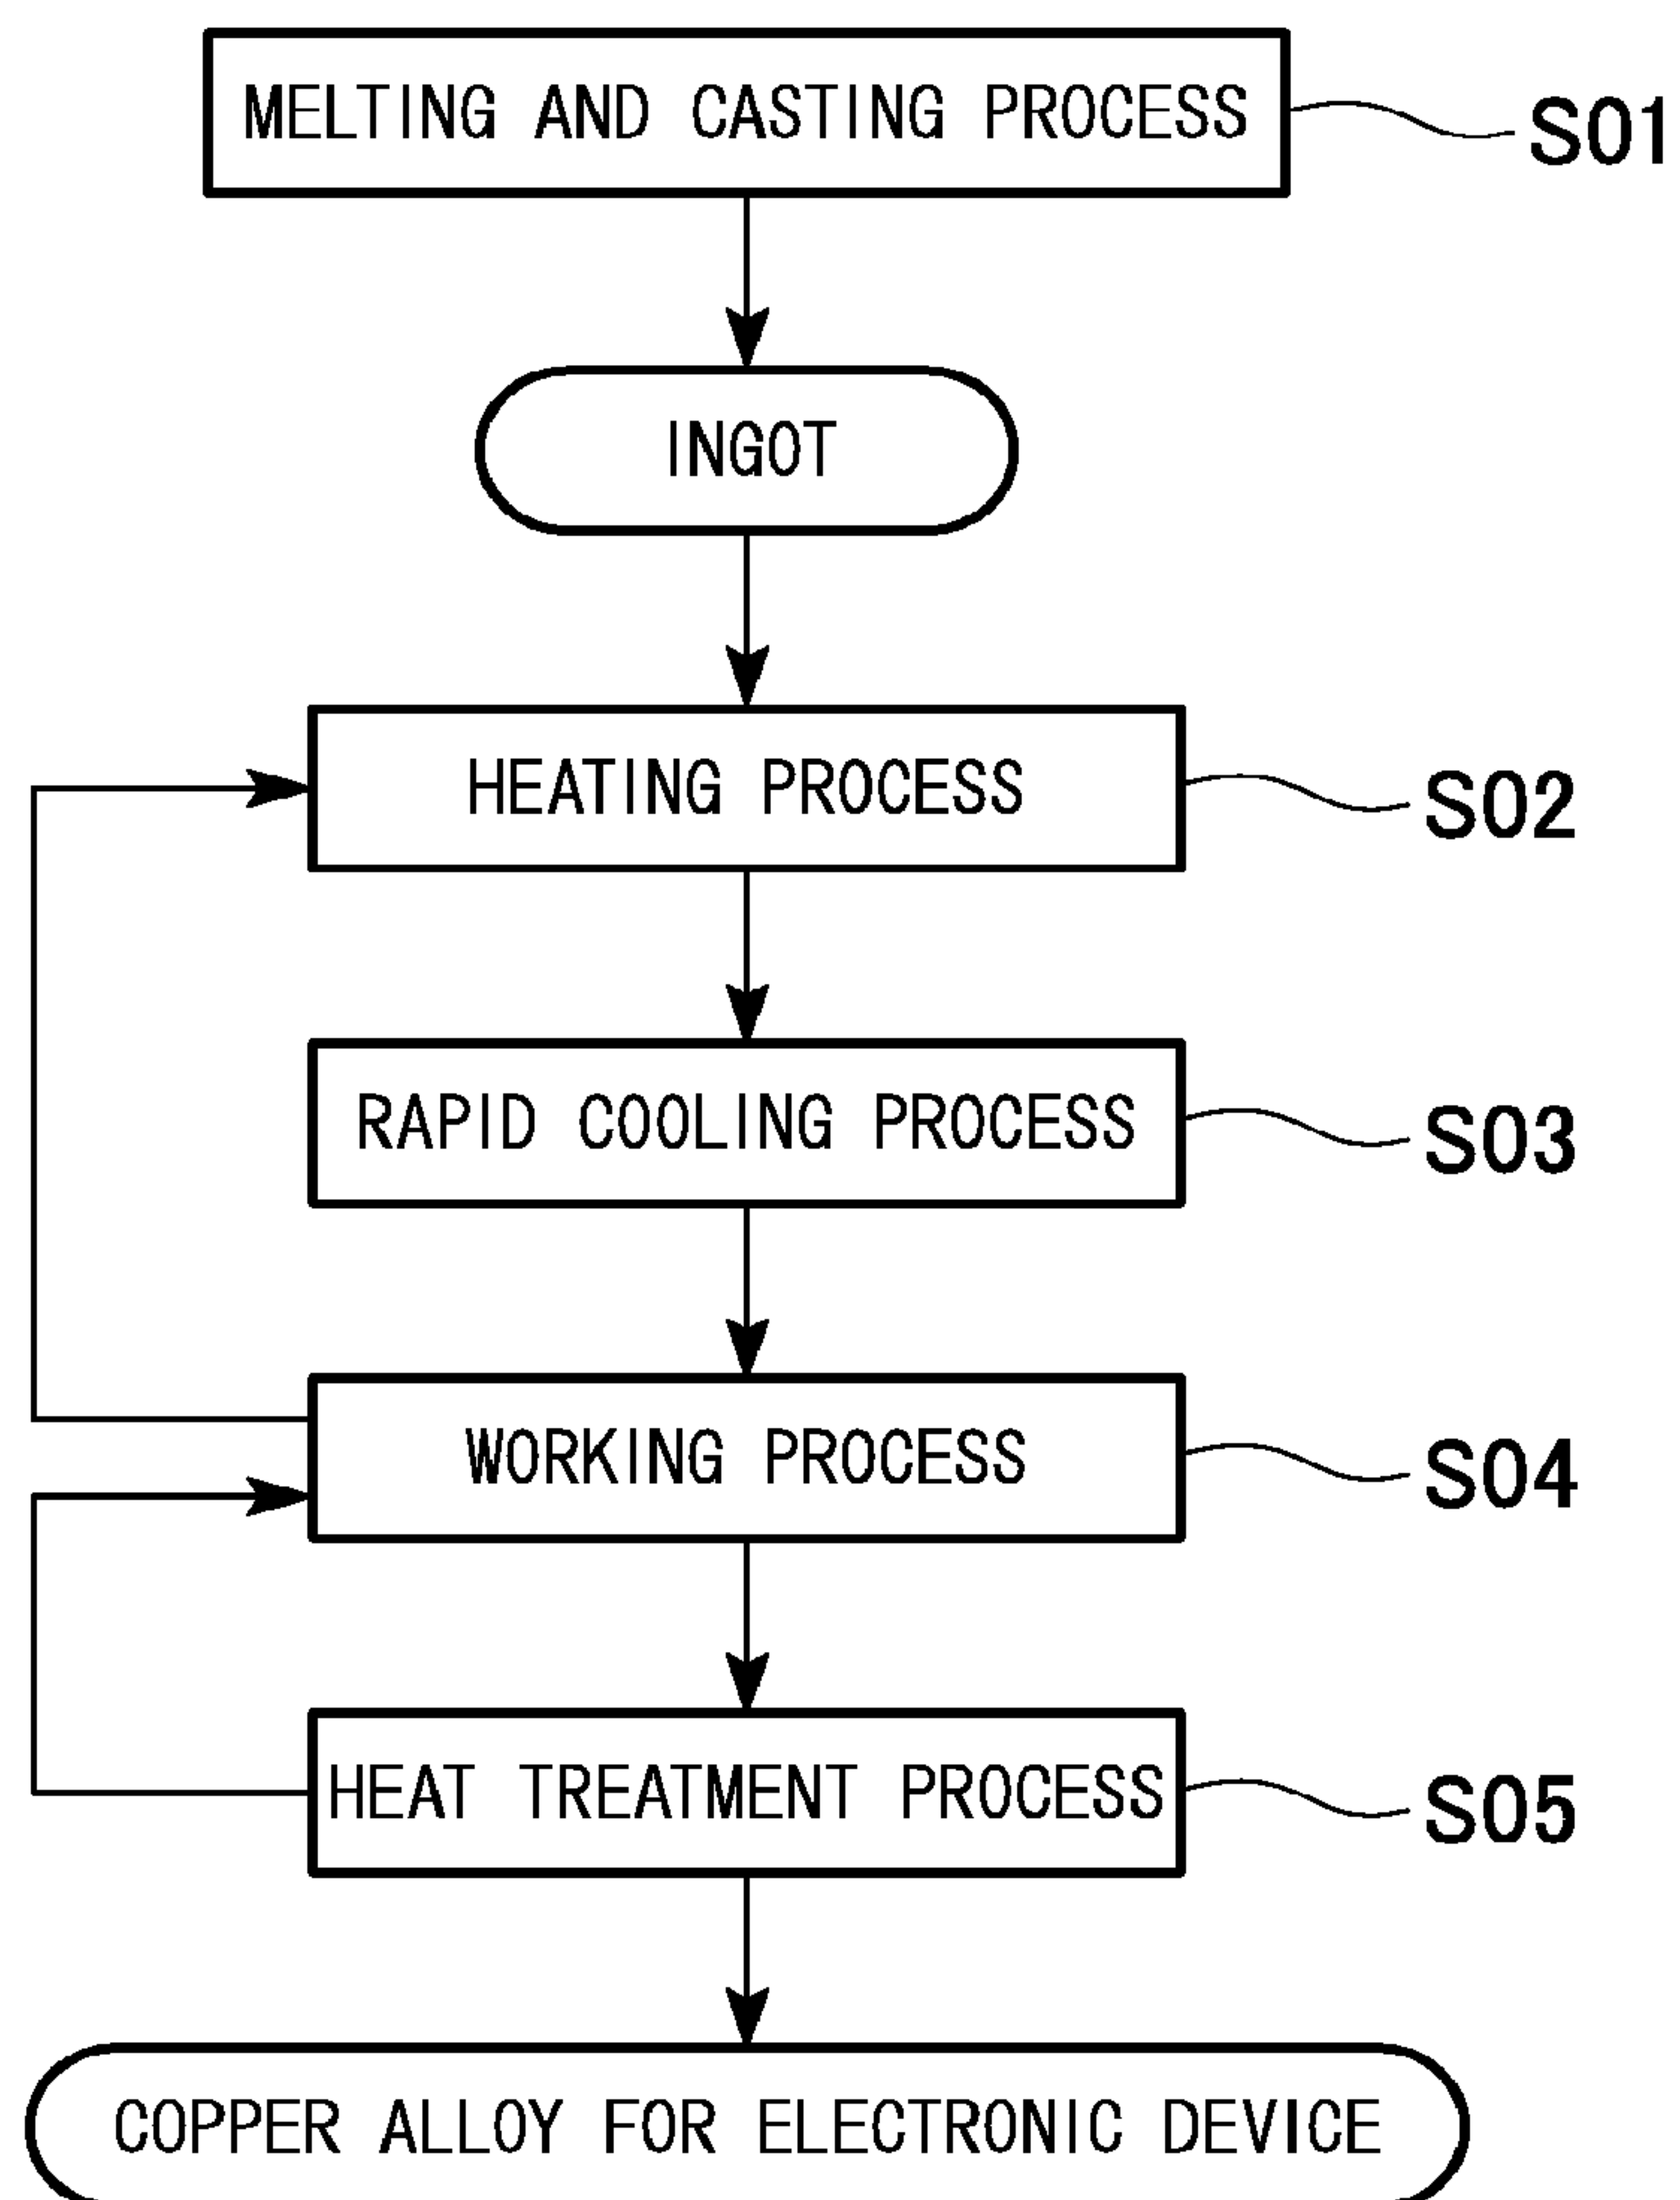 MELTING AND CASTING PROCESS
S01
INGOT
HEATING PROCESS
S02
RAPID COOLING PROCESS
S03
WORKING PROCESS
S04
HEAT TREATMENT PROCESS
S05
COPPER ALLOY FOR ELECTRONIC DEVICE